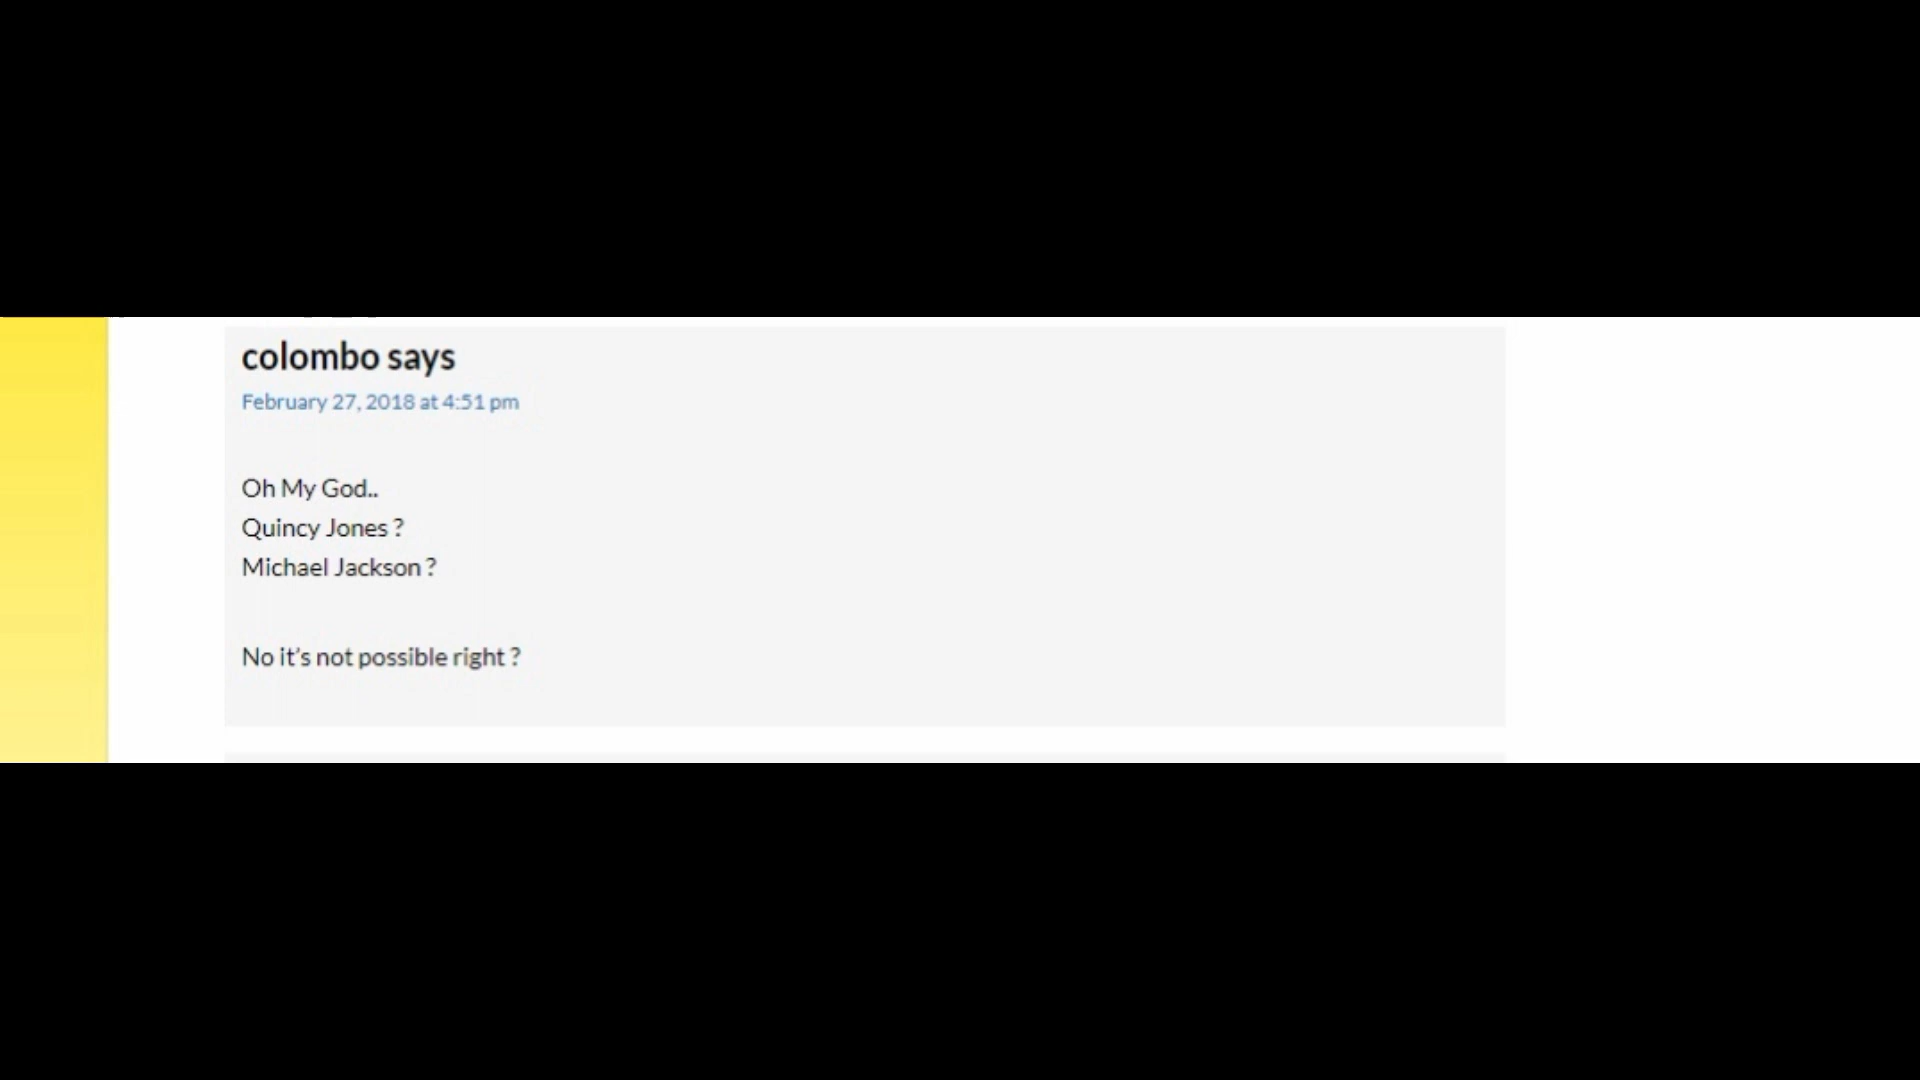 colombo says
February 27, 2018 at 4:51 pm
Oh My God..
Quincy Jones ?
Michael Jackson ?
No it’s not possible right ?